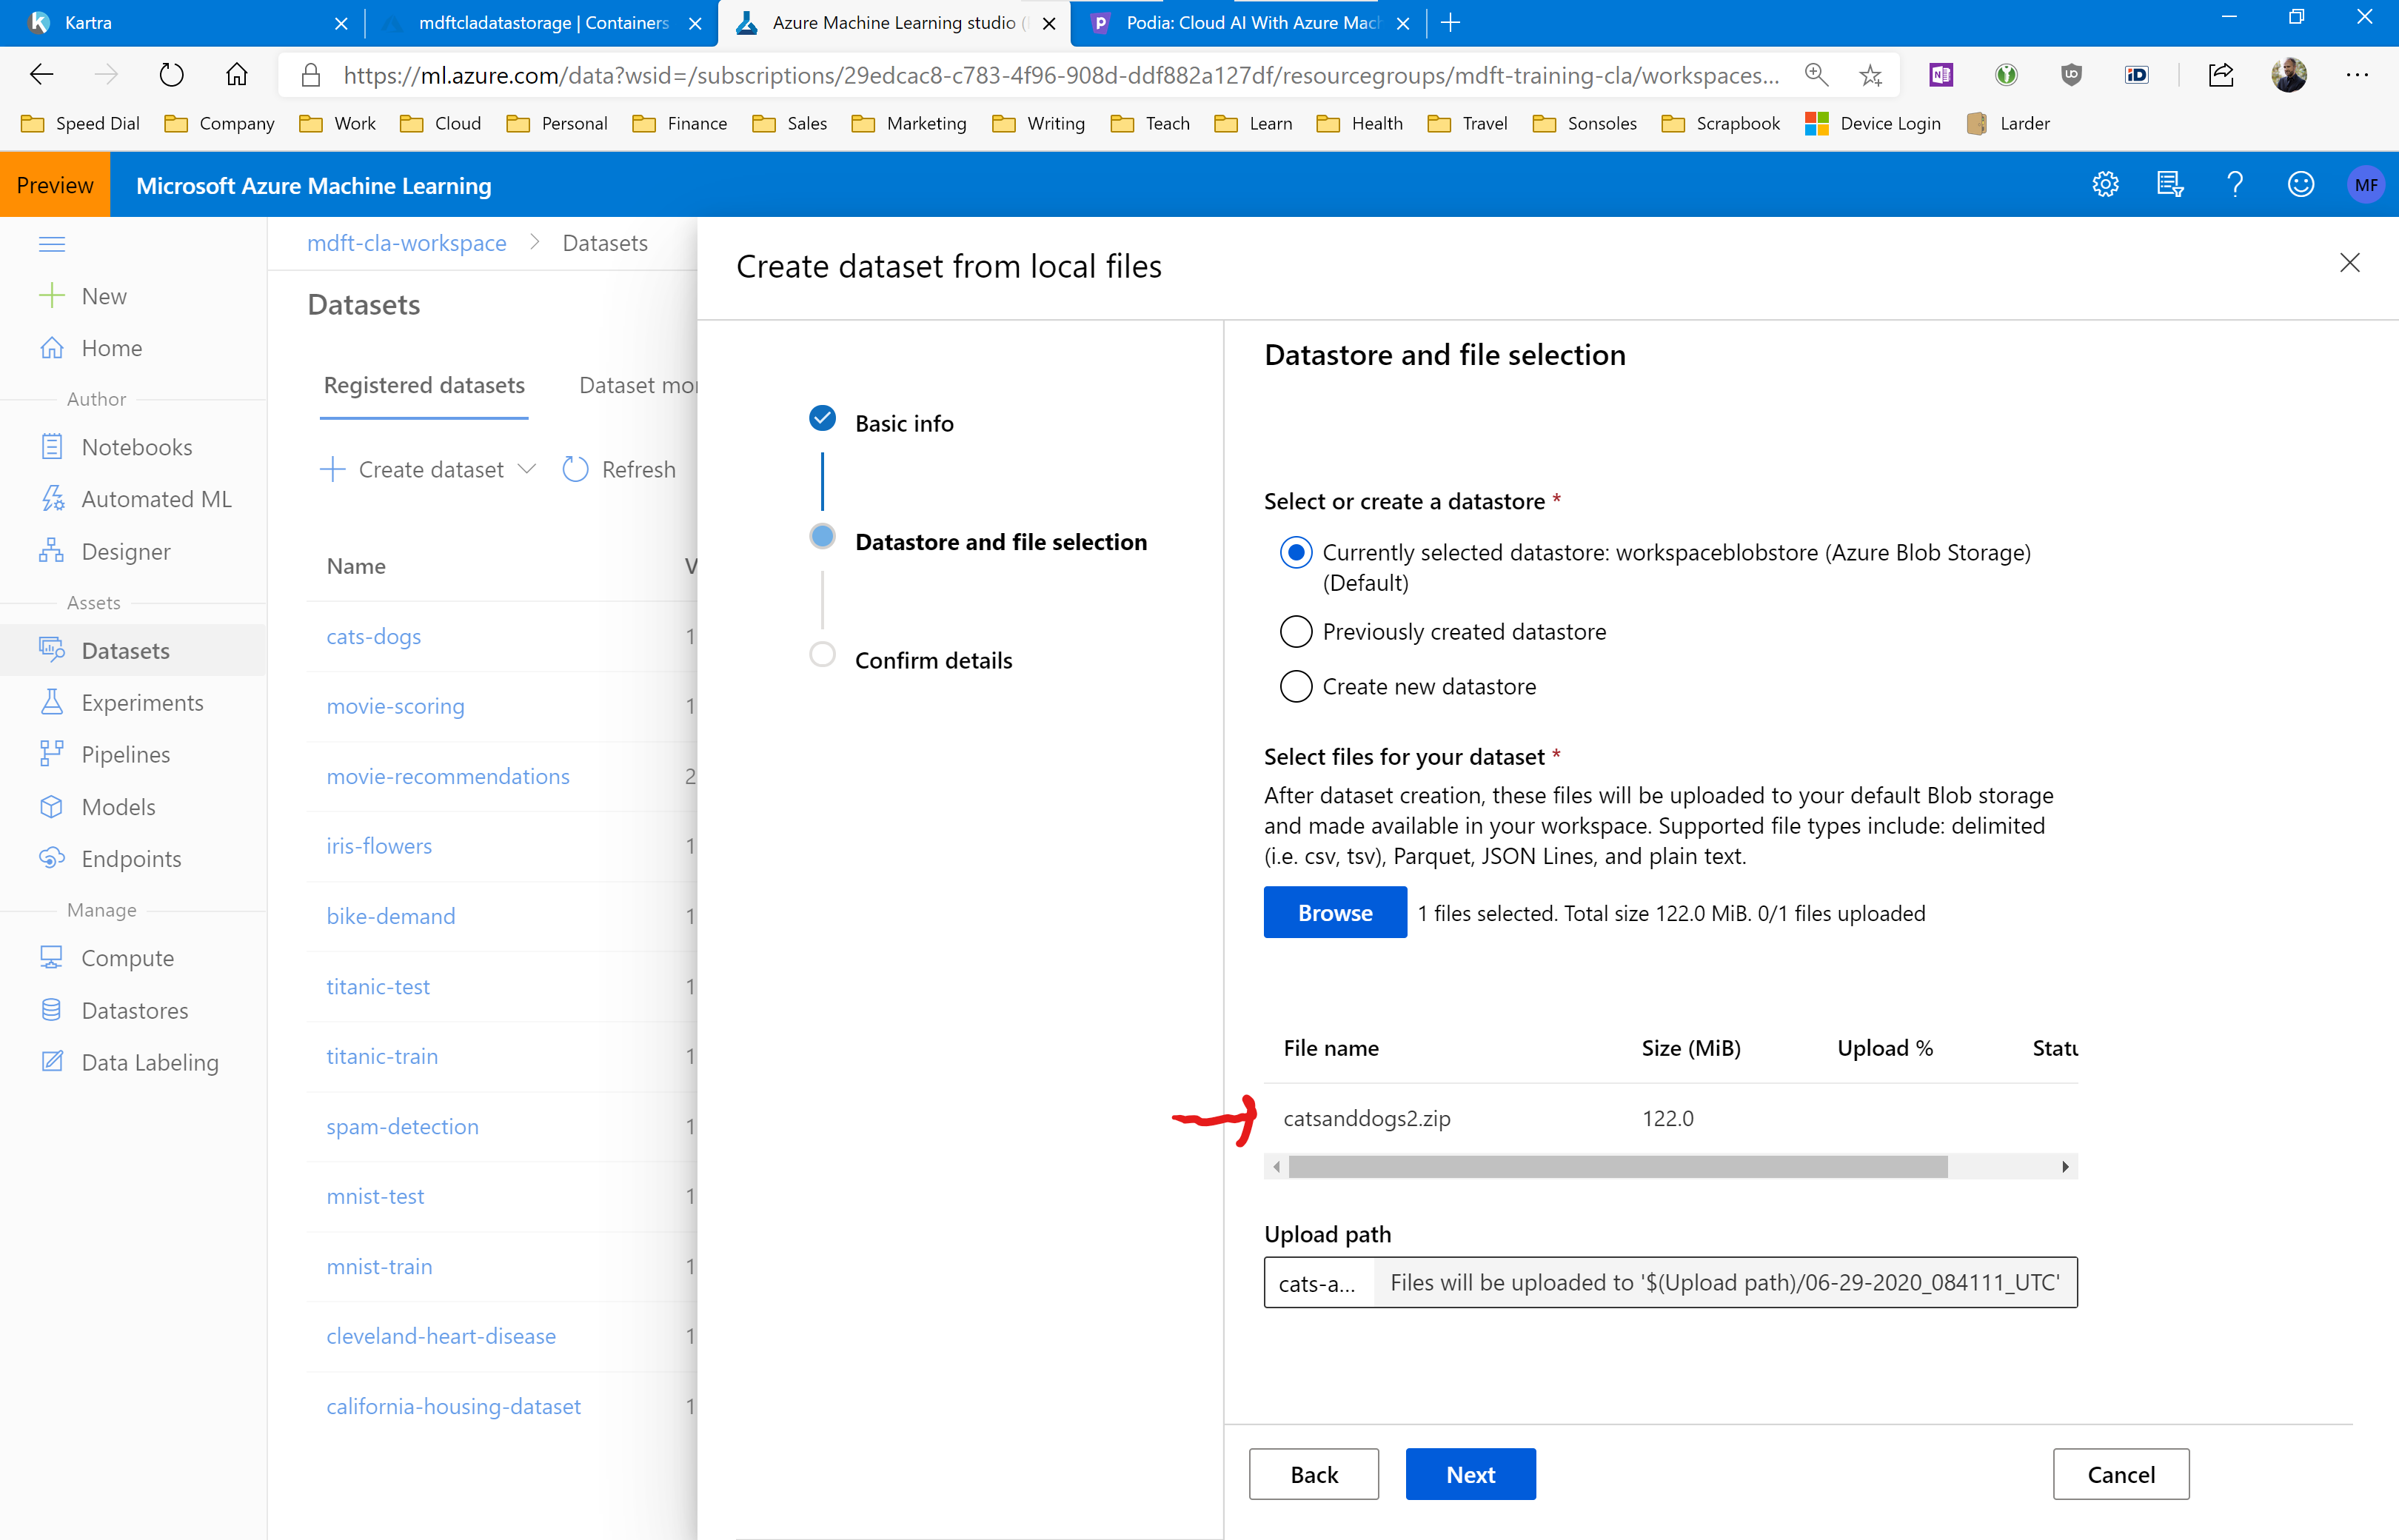 Kartra
mdftcladatastorage | Containers
Azure Machine Learning studio (
Podia: Cloud AI With Azure Mac
https://ml.azure.com/data?wsid=/subscriptions/29edcac8-c783-4f96-908d-ddf882a127df/resourcegroups/mdft-training-cla/workspaces...
Speed Dial
Company
Work
Cloud
Personal
Finance
Sales
Marketing
Writing
Teach
Learn
Health
Travel
Sonsoles
Scrapbook
Device Login
Larder
Preview
Microsoft Azure Machine Learning
MF
New
Home
Author
Notebooks
Automated ML
Designer
Assets
Datasets
Experiments
Pipelines
Models
Endpoints
Manage
Compute
Datastores
Data Labeling
mdft-cla-workspace > Datasets
Datasets
Registered datasets
Dataset mo
Create dataset
Refresh
Name V
cats-dogs 1
movie-scoring 1
movie-recommendations 2
iris-flowers 1
bike-demand 1
titanic-test 1
titanic-train 1
spam-detection 1
mnist-test 1
mnist-train 1
cleveland-heart-disease 1
california-housing-dataset 1
Create dataset from local files
Basic info
Datastore and file selection
Confirm details
Datastore and file selection
Select or create a datastore *
Currently selected datastore: workspaceblobstore (Azure Blob Storage)
(Default)
Previously created datastore
Create new datastore
Select files for your dataset *
After dataset creation, these files will be uploaded to your default Blob storage
and made available in your workspace. Supported file types include: delimited
(i.e. csv, tsv), Parquet, JSON Lines, and plain text.
Browse
1 files selected. Total size 122.0 MiB. 0/1 files uploaded
File name Size (MiB) Upload % Statu
catsanddogs2.zip 122.0
Upload path
cats-a... Files will be uploaded to '$(Upload path)/06-29-2020_084111_UTC'
Back
Next
Cancel